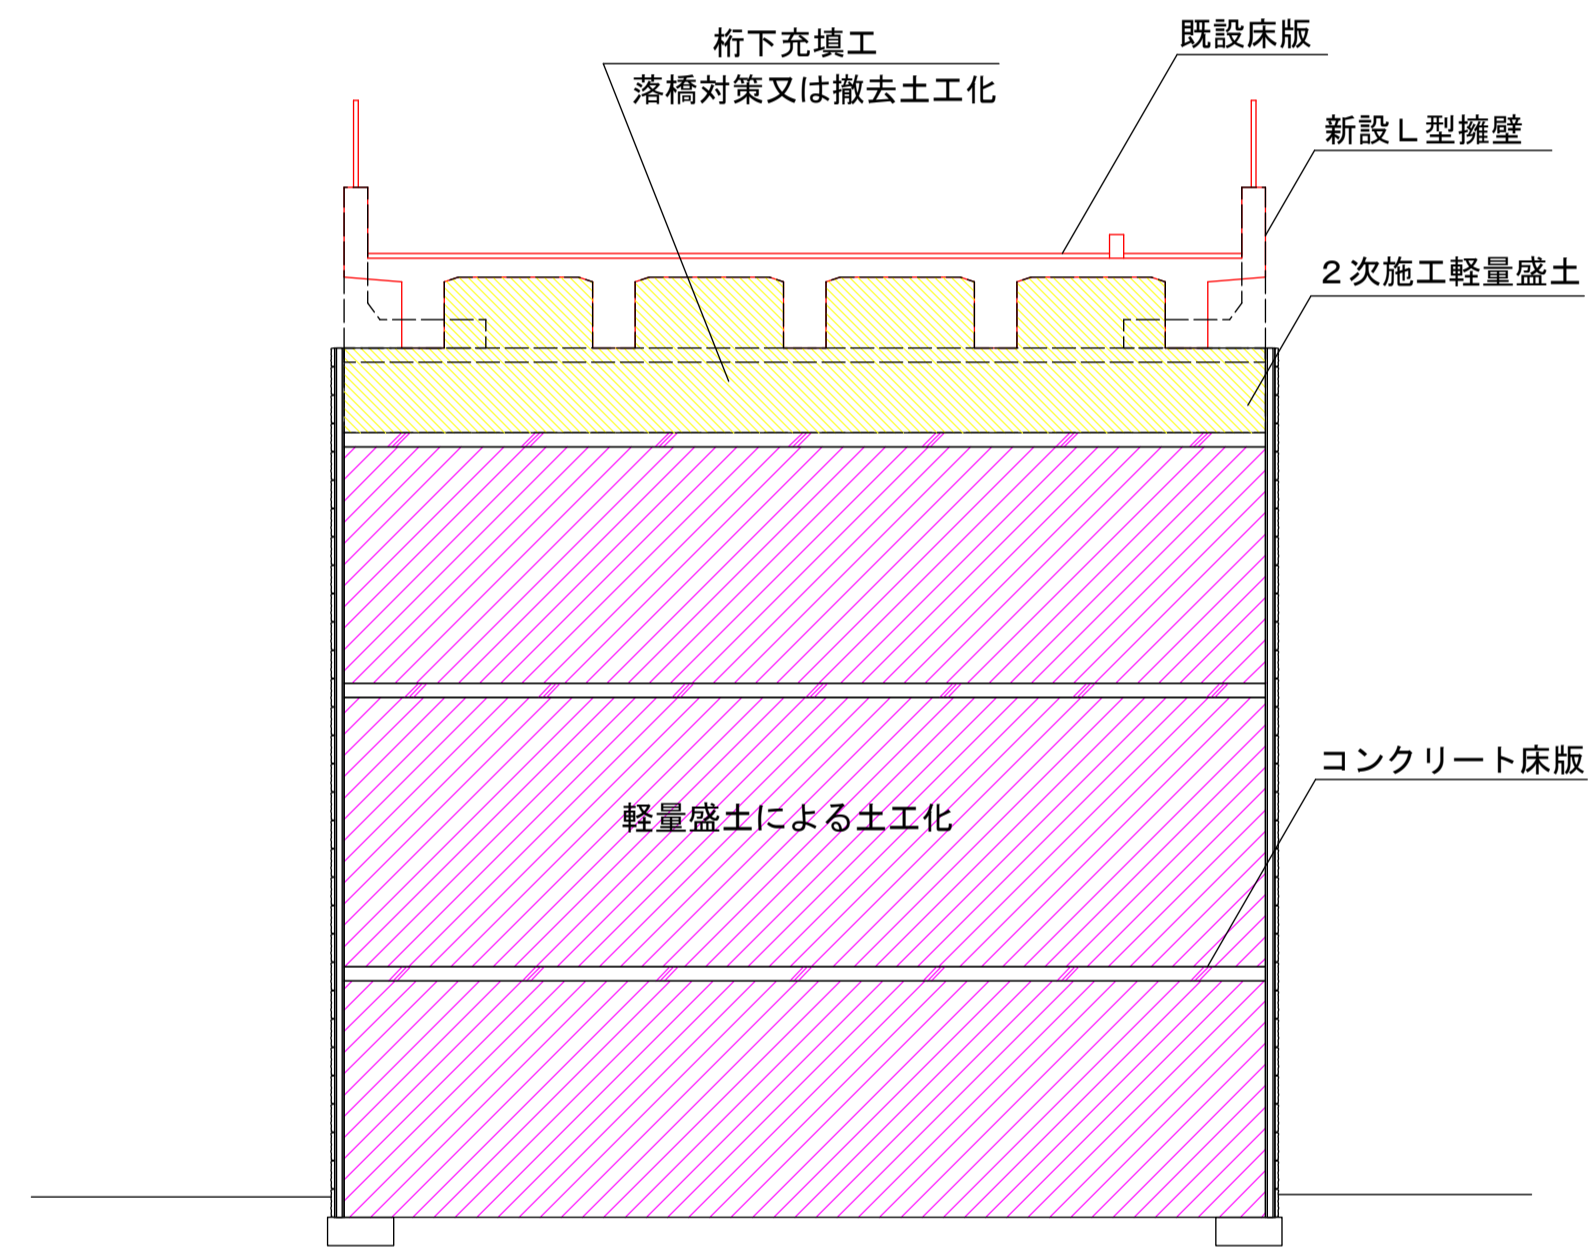 桁下充填工
落橋対策又は撤去土工化
既設床版
新設Ｌ型擁壁
２次施工軽量盛土
コンクリート床版
軽量盛土による土工化